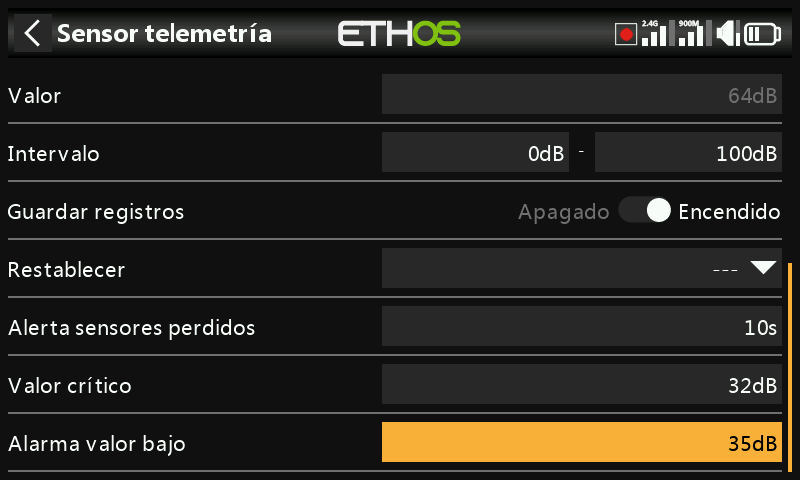 Sensor telemetría ETHOS 2.4G 900M
Valor 64dB
Intervalo 0dB - 100dB
Guardar registros Apagado Encendido
Restablecer ---
Alerta sensores perdidos 10s
Valor crítico 32dB
Alarma valor bajo 35dB